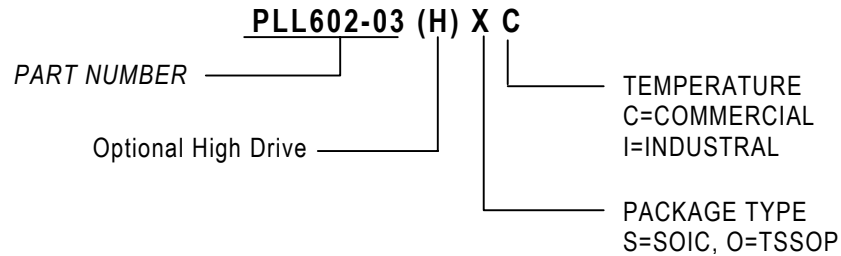 PLL602-03 (H) X C
PART NUMBER
TEMPERATURE
C=COMMERCIAL
I=INDUSTRAL
Optional High Drive
PACKAGE TYPE
S=SOIC, O=TSSOP